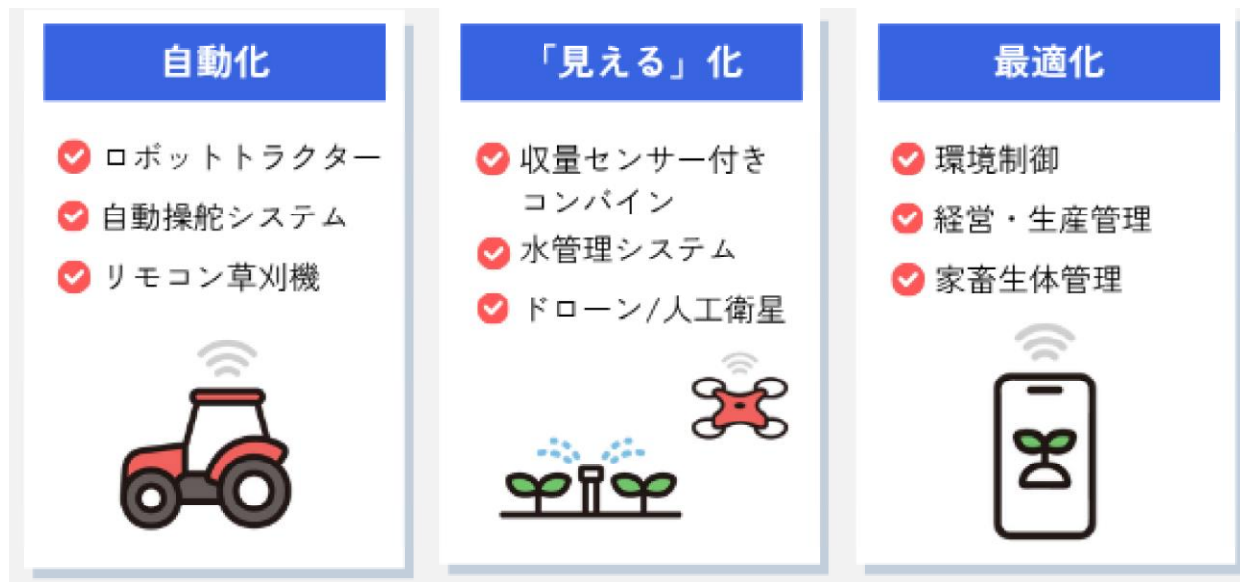 自動化
ロボットトラクター
自動操舵システム
リモコン草刈機
「見える」化
収量センサー付き
コンバイン
水管理システム
ドローン/人工衛星
最適化
環境制御
経営・生産管理
家畜生体管理